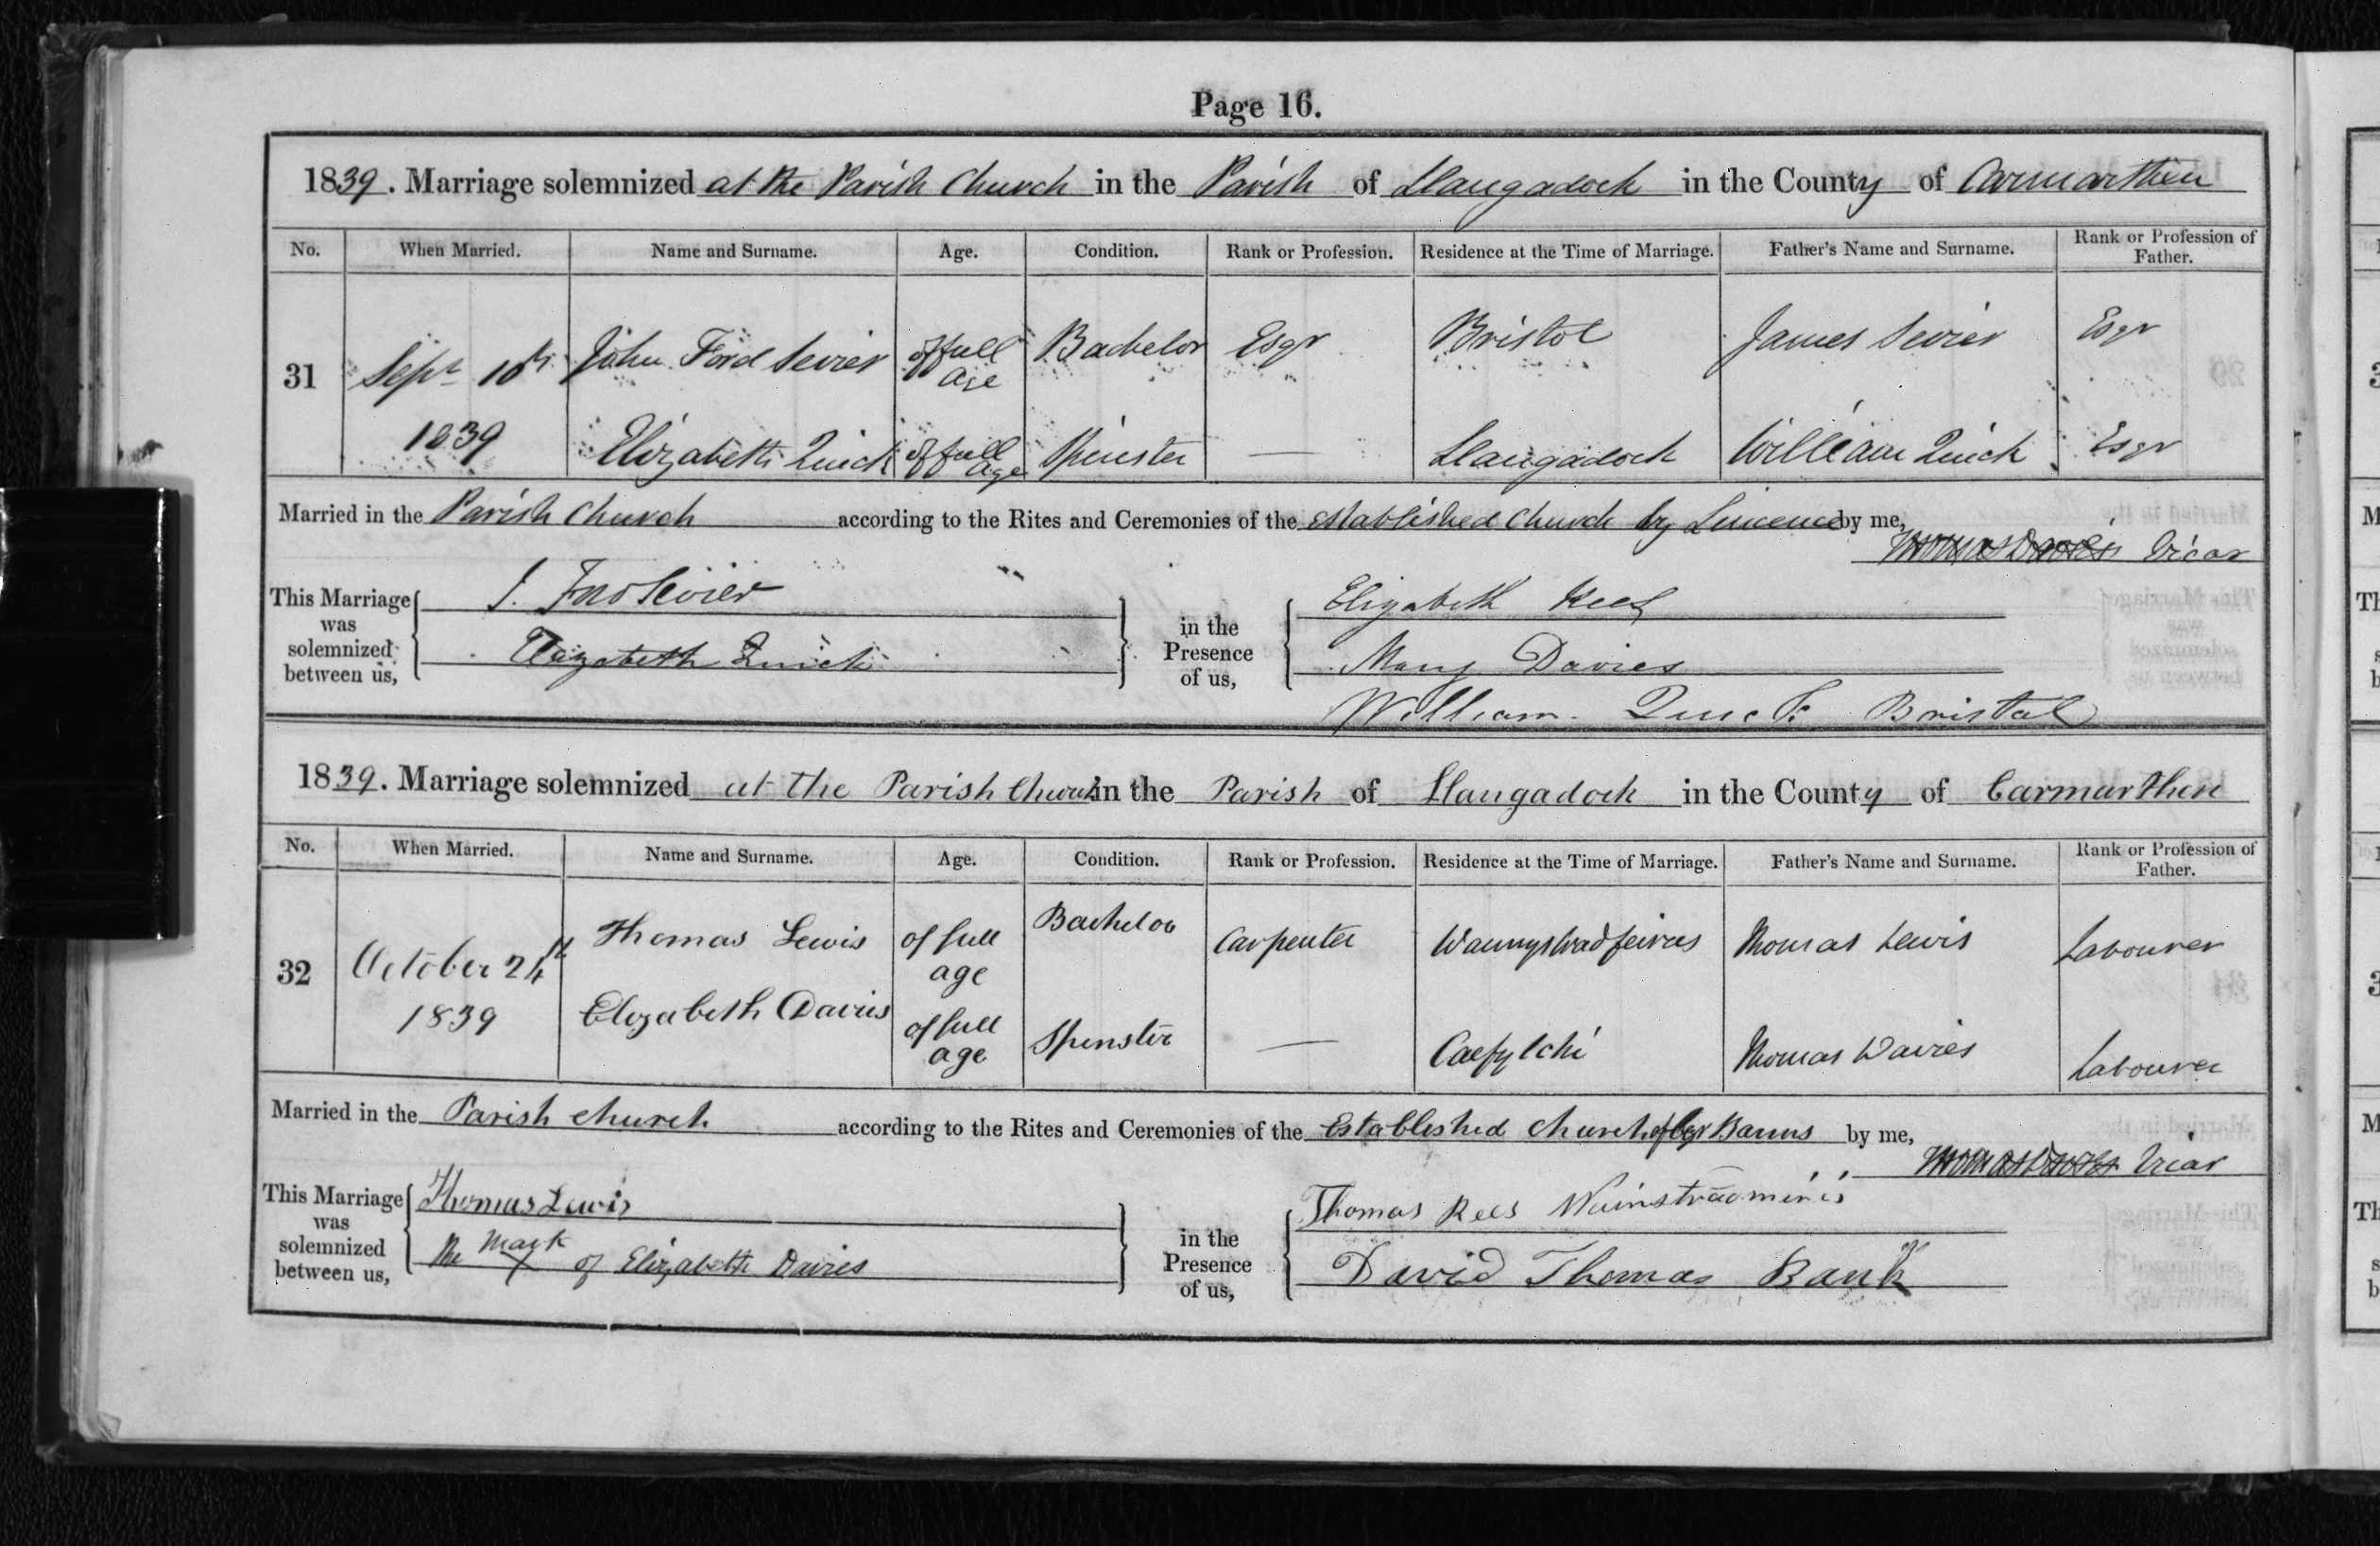 Page 16.
1839. Marriage solemnized at the Parish Church in the Parish of Llangadock in the County of Carmarthen
No. When Married. Name and Surname. Age. Condition. Rank or Profession. Residence at the Time of Marriage. Father's Name and Surname. Rank or Profession of Father.
31 Sept 10th John Ford Sevier of full age Bachelor Esqr Bristol James Sevier Esqr
1839 Elizabeth Quick of full age Spinster — Llangadock William Quick Esqr
Married in the Parish Church according to the Rites and Ceremonies of the Established Church by by me,
Thomas Davies Vicar
This Marriage was solemnized between us,
Sevier
Elizabeth Quick
in the Presence of us,
Elizabeth Rees
Mary Davies
William Quick Bristol
1839. Marriage solemnized at the Parish Church in the Parish of Llangadock in the County of Carmarthen
No. When Married. Name and Surname. Age. Condition. Rank or Profession. Residence at the Time of Marriage. Father's Name and Surname. Rank or Profession of Father.
32 October 24th Thomas Lewis of full age Bachelor Carpenter Thomas Lewis Labourer
1839 Elizabeth Davies of full age Spinster — Caefylchi Thomas Davies Labourer
Married in the Parish church according to the Rites and Ceremonies of the Established Church by Banns by me,
Thomas Davies Vicar
This Marriage was solemnized between us,
Thomas Lewis
The Mark of Elizabeth Davies
in the Presence of us,
Thomas Rees
David Thomas Bank